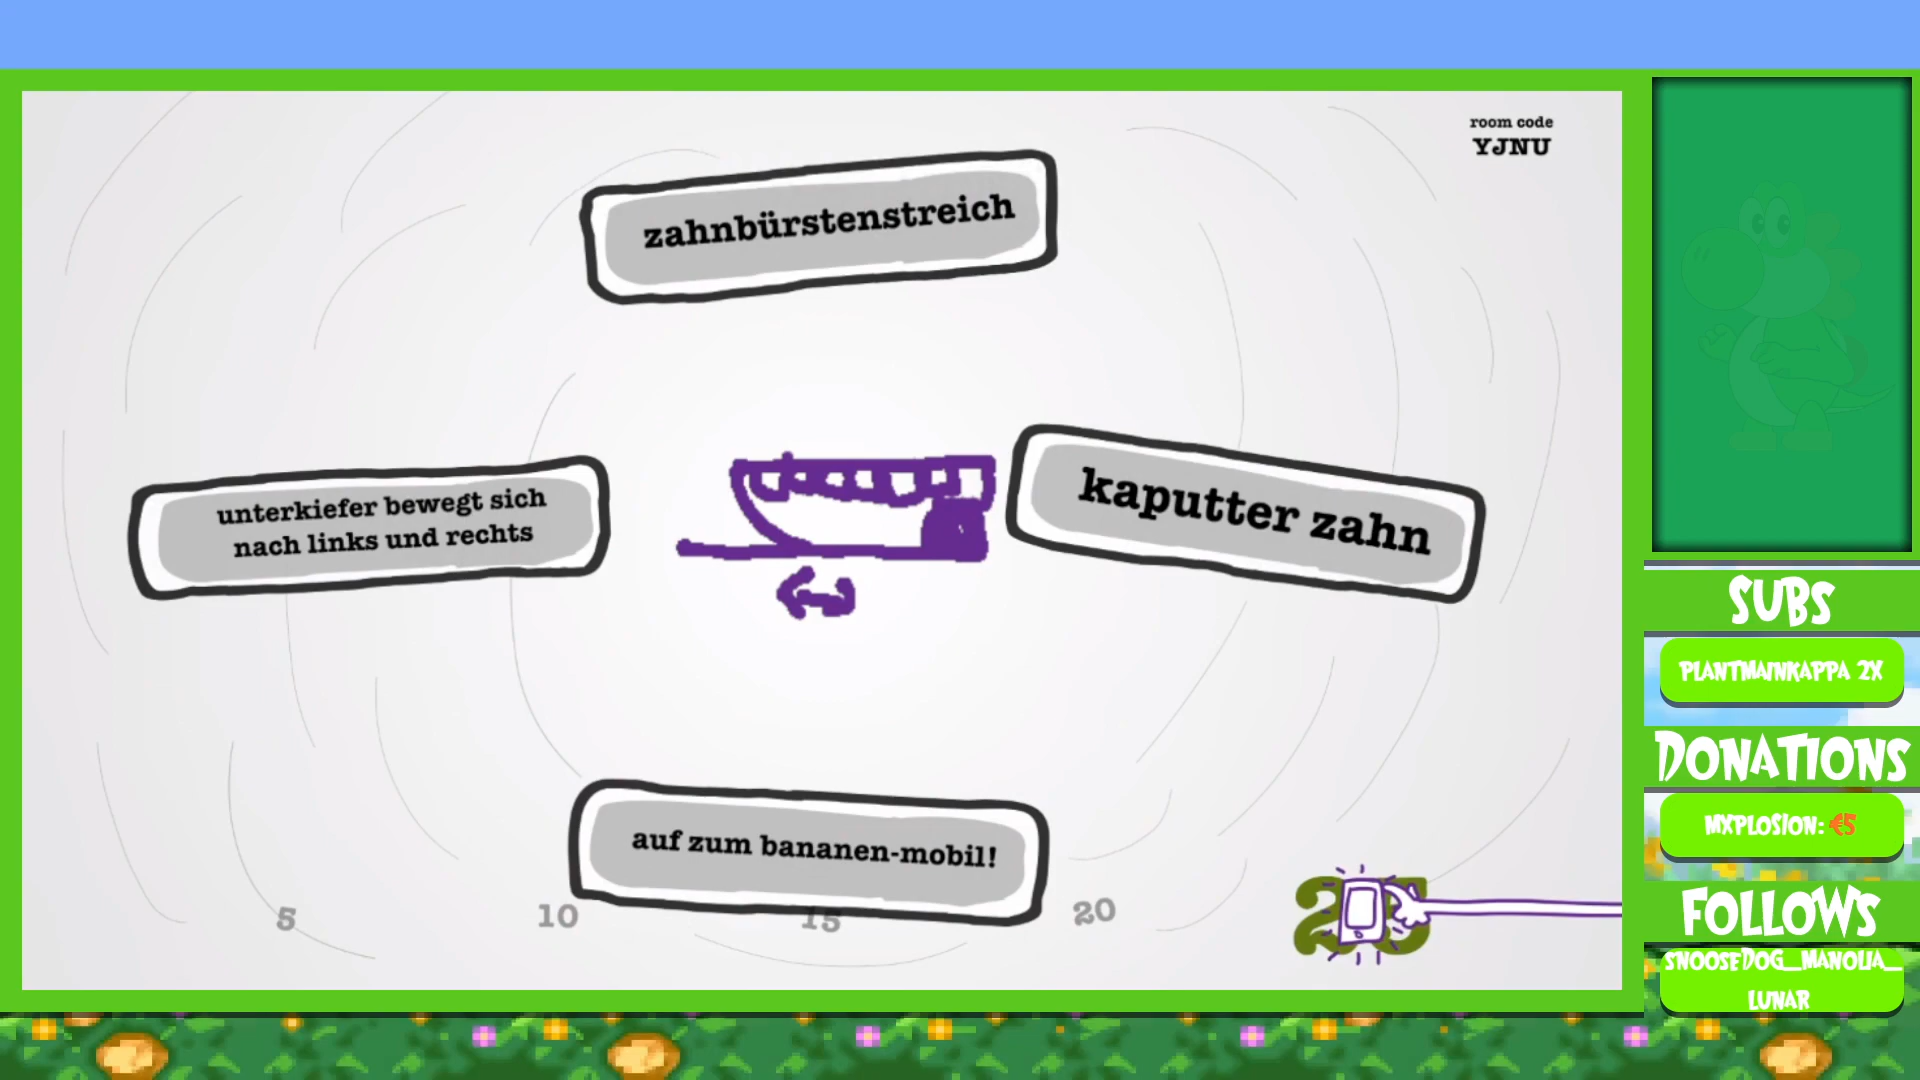 room code
YJNU
zahnbürstenstreich
unterkiefer bewegt sich
nach links und rechts
kaputter zahn
auf zum bananen-mobil!
5
10
15
20
SUBS
PLANTMAINKAPPA 2X
DONATIONS
MXPLOSION: €5
FOLLOWS
SNOOSEDOG_MANOLIA_
LUNAR